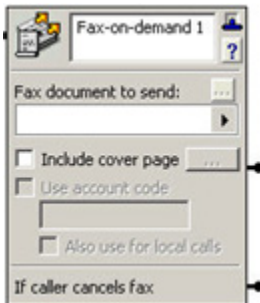 Fax-on-demand 1
?
Fax document to send:
...
Include cover page
...
Use account code
Also use for local calls
If caller cancels fax